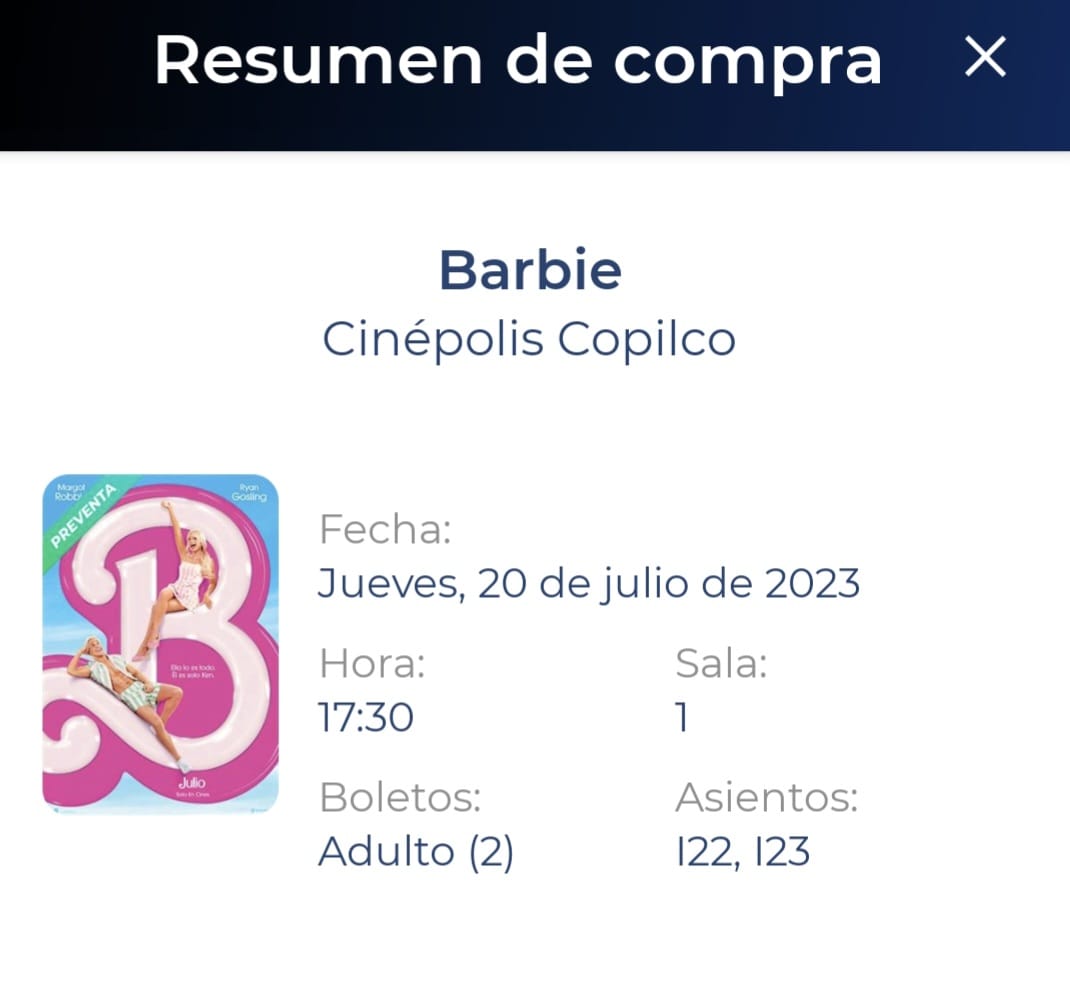 Resumen de compra
Barbie
Cinépolis Copilco
Margot
Robbi
Ryan
Gosling
PREVENTA
Ella lo es todo.
Él es solo Ken.
Julio
Solo En Cines
Fecha:
Jueves, 20 de julio de 2023
Hora:
Sala:
17:30
1
Boletos:
Asientos:
Adulto (2)
I22, I23